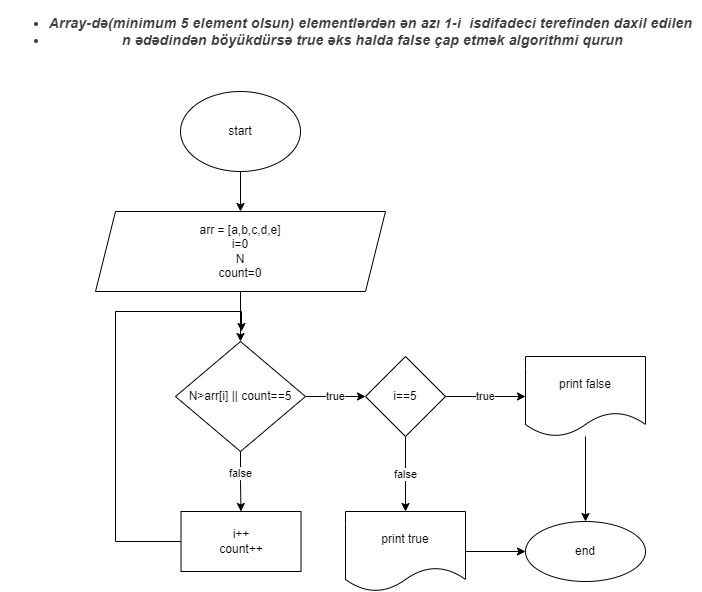 Array-də(minimum 5 element olsun) elementlərdən ən azı 1-i isdifadeci terefinden daxil edilen
n ədədindən böyükdürsə true əks halda false çap etmək algorithmi qurun
start
arr = [a,b,c,d,e]
i=0
N
count=0
N>arr[i] || count==5
true
i==5
true
print false
false
i++
count++
false
print true
end